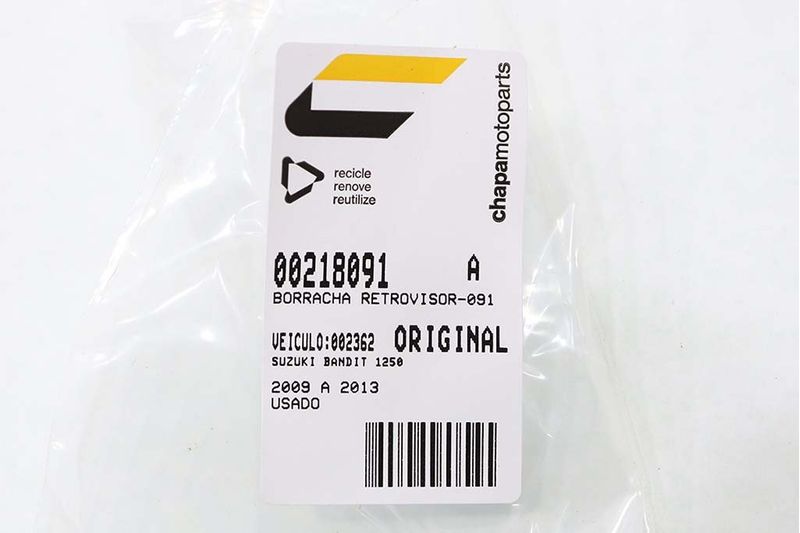 chapamotoparts
recicle
renove
reutilize
00218091 A
BORRACHA RETROVISOR-091
VEICULO:002362 ORIGINAL
SUZUKI BANDIT 1250
2009 A 2013
USADO